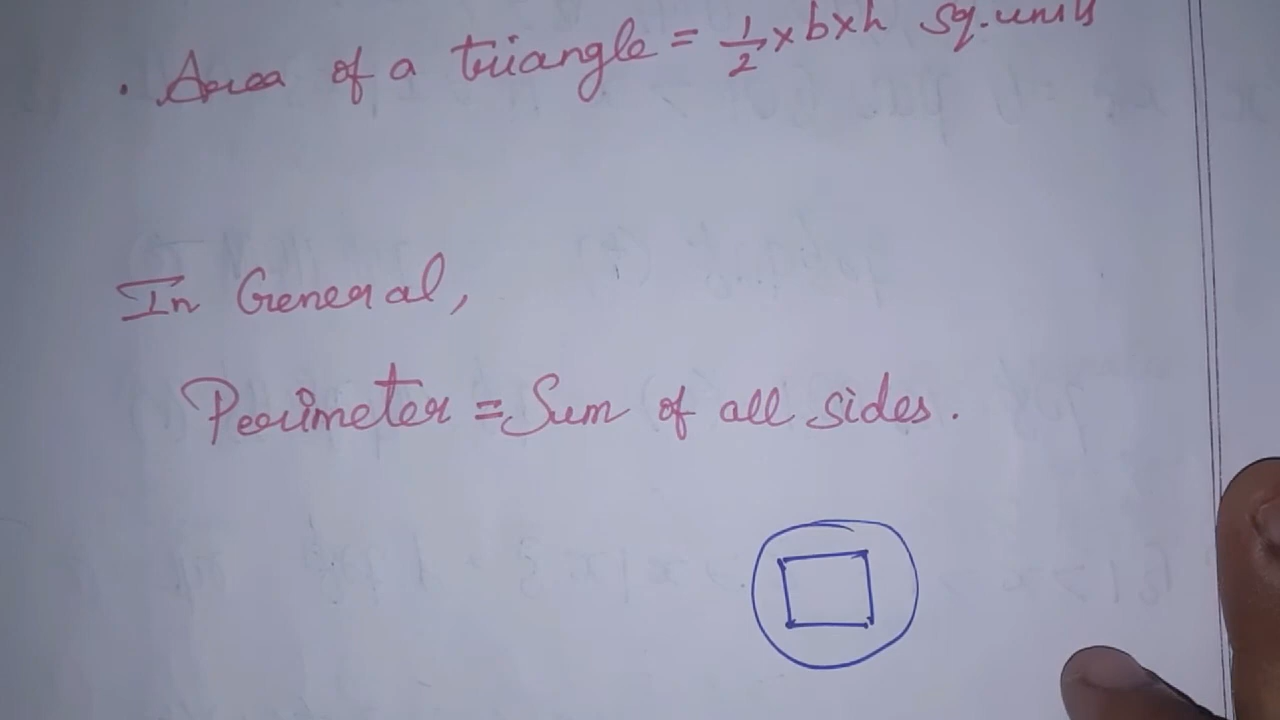 . Area of a triangle = 1/2 × b × h sq. units
In General,
Perimeter = Sum of all sides.